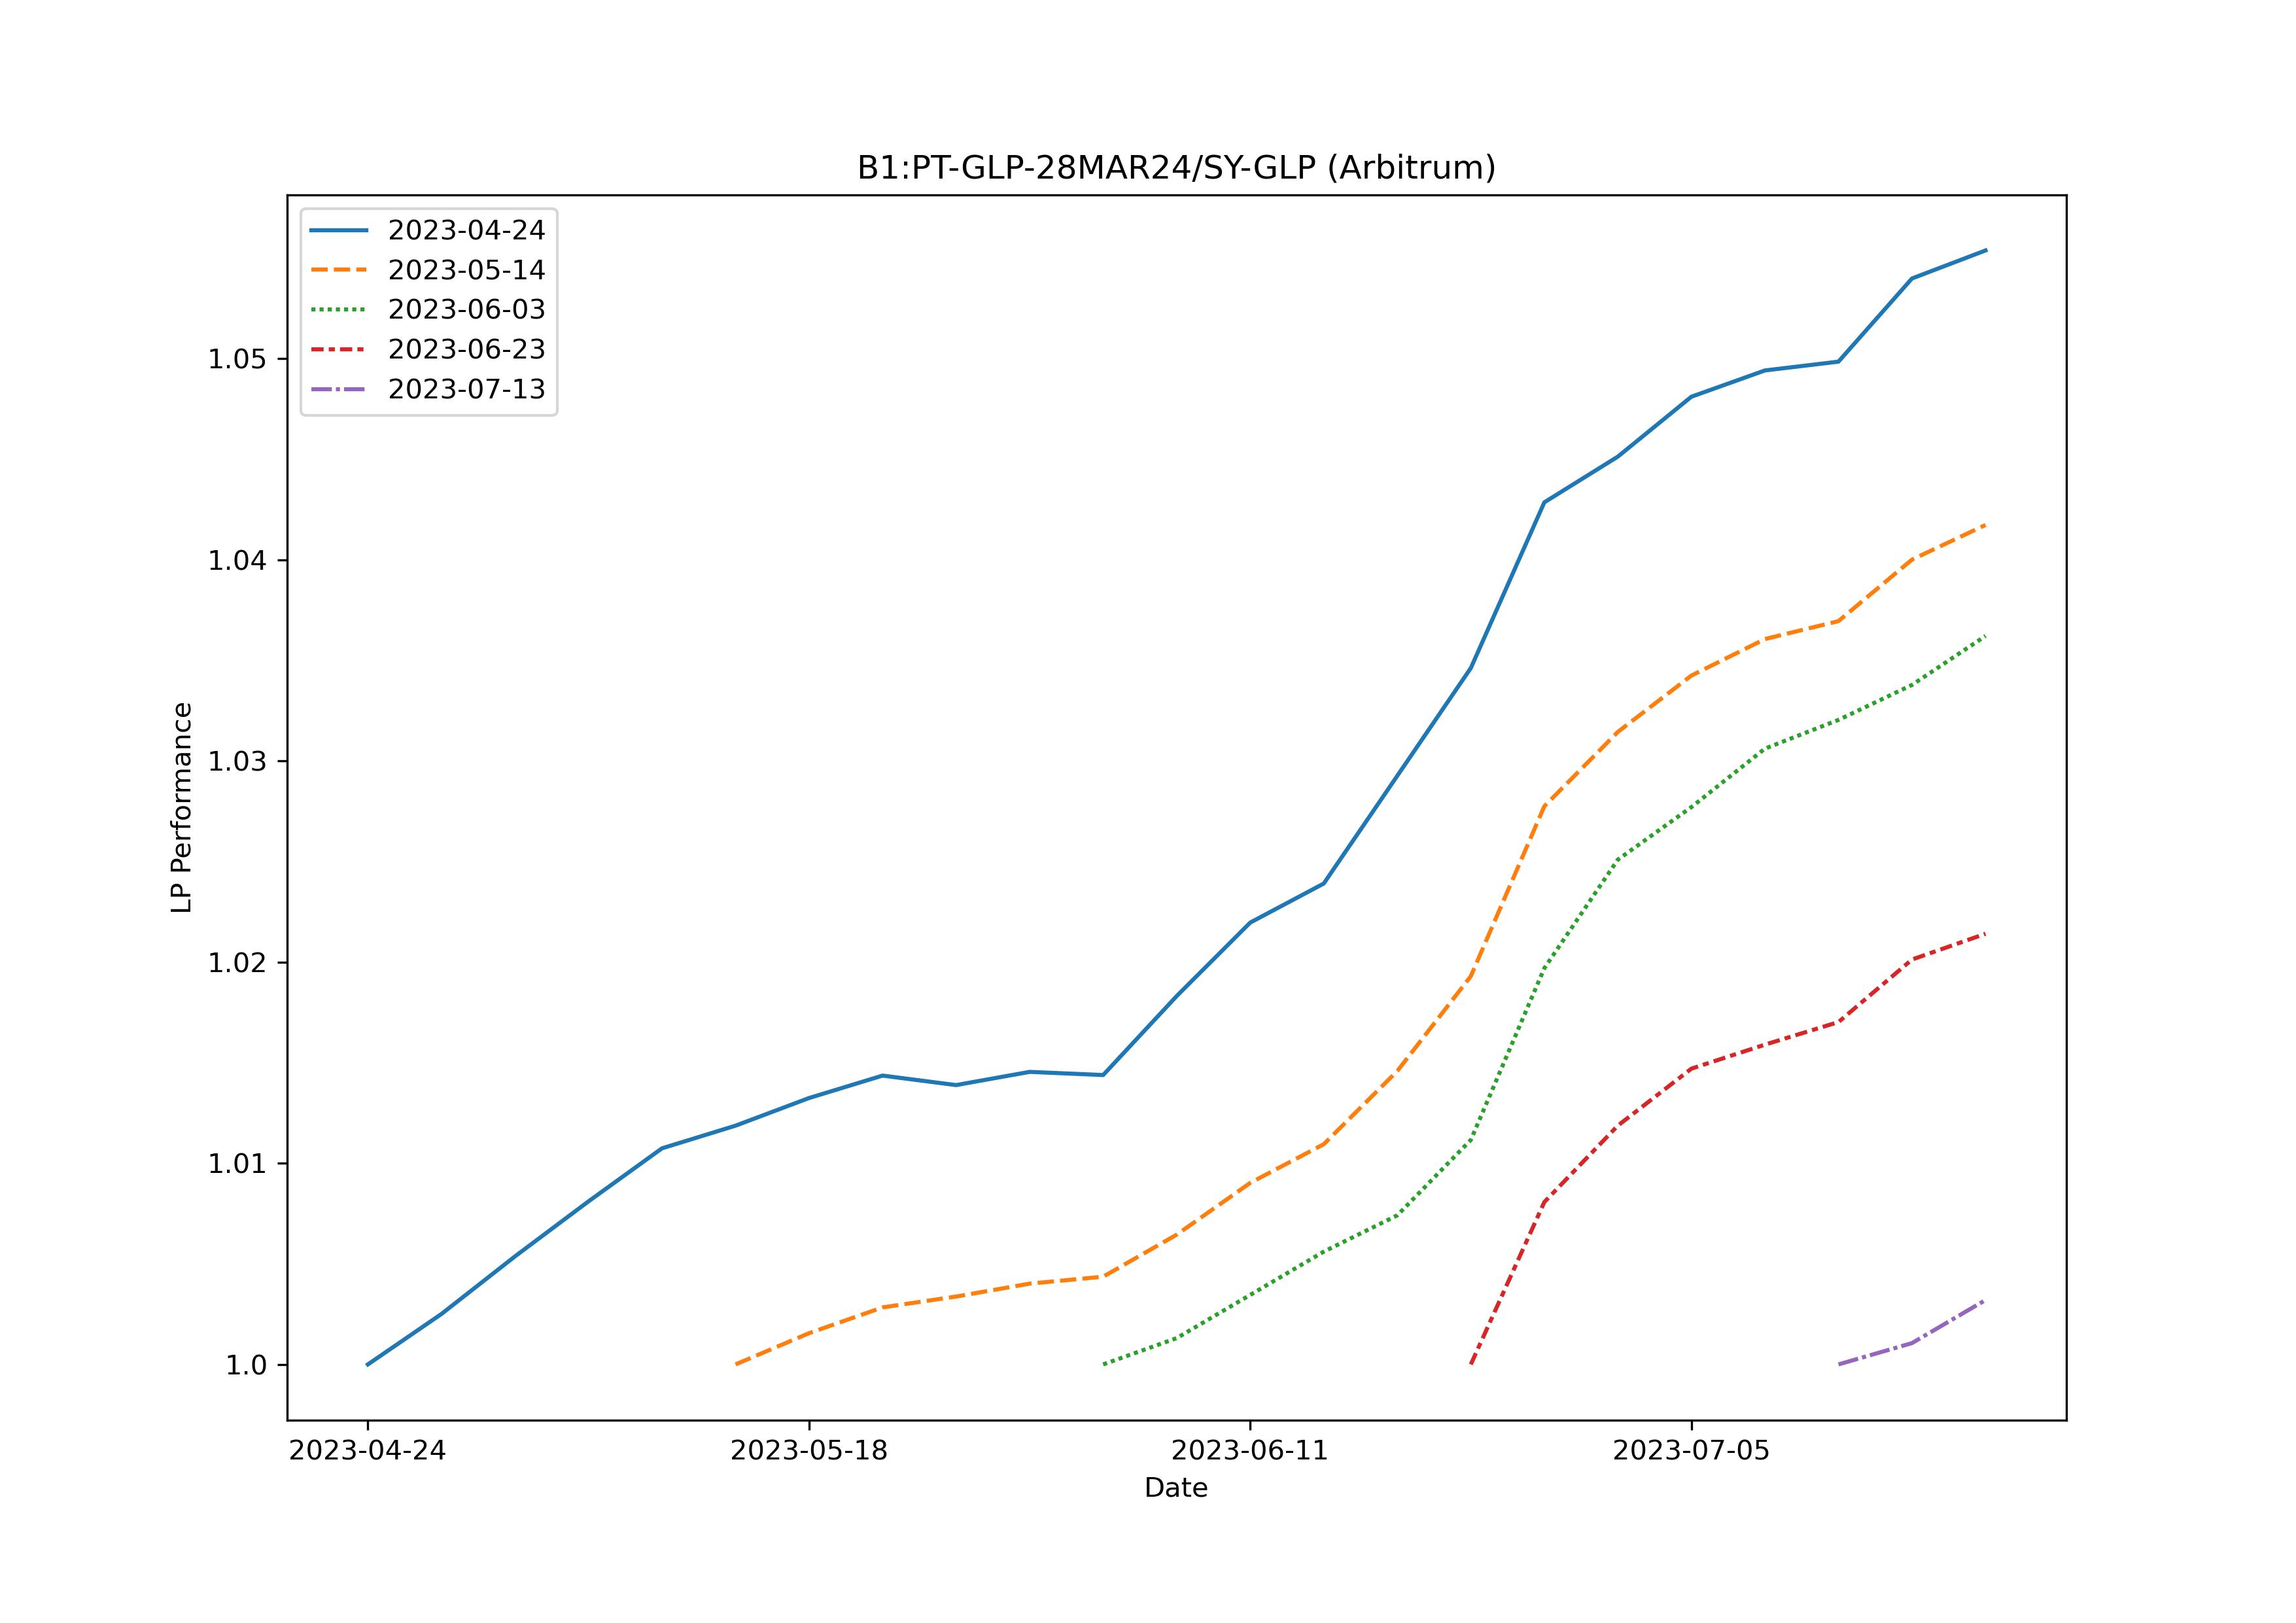 B1:PT-GLP-28MAR24/SY-GLP (Arbitrum)
2023-04-24
2023-05-14
2023-06-03
2023-06-23
2023-07-13
1.05
1.04
1.03
1.02
1.01
1.0
LP Performance
2023-04-24 2023-05-18 2023-06-11 2023-07-05
Date